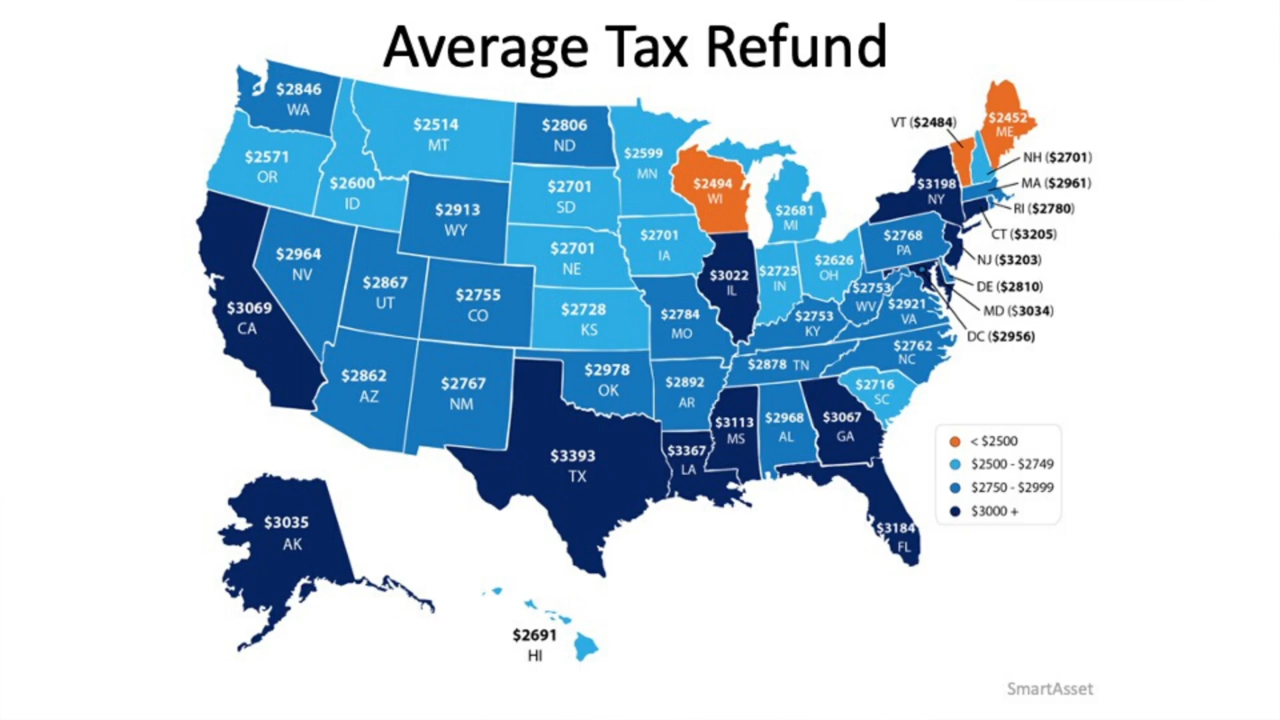 Average Tax Refund
$2846
WA
$2514
MT
$2806
ND
$2599
MN
VT ($2484)
$2452
ME
$2571
OR
$2600
ID
$2913
WY
$2701
SD
$2494
WI
$2681
MI
$3198
NY
NH ($2701)
MA ($2961)
RI ($2780)
CT ($3205)
NJ ($3203)
DE ($2810)
MD ($3034)
DC ($2956)
$2964
NV
$2867
UT
$2755
CO
$2701
NE
$2701
IA
$3022
IL
$2725
IN
$2626
OH
$2768
PA
$3069
CA
$2728
KS
$2784
MO
$2753
KY
$2753
WV
$2921
VA
$2862
AZ
$2767
NM
$2978
OK
$2892
AR
$2878 TN
$2762
NC
$2716
SC
$3393
TX
$3367
LA
$3113
MS
$2968
AL
$3067
GA
$3184
FL
< $2500
$2500 - $2749
$2750 - $2999
$3000 +
$3035
AK
$2691
HI
SmartAsset